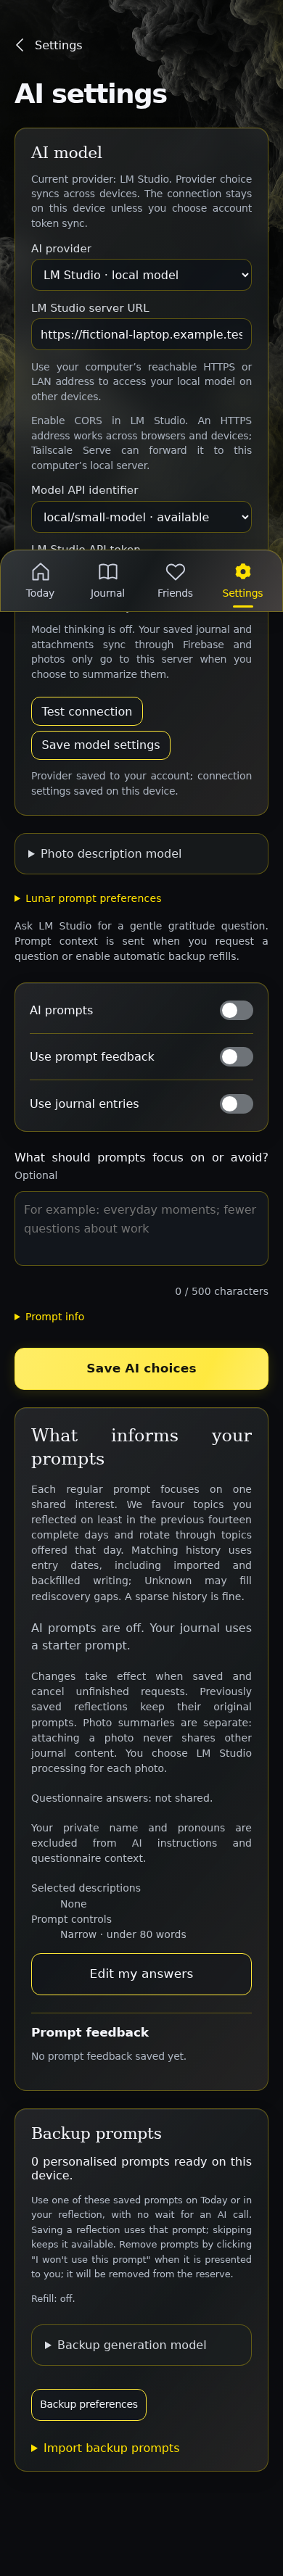 Settings
AI settings
AI model
Current provider: LM Studio. Provider choice
syncs across devices. The connection stays
on this device unless you choose account
token sync.
AI provider
LM Studio · local model
LM Studio server URL
https://fictional-laptop.example.tes
Use your computer’s reachable HTTPS or
LAN address to access your local model on
other devices.
Enable CORS in LM Studio. An HTTPS
address works across browsers and devices;
Tailscale Serve can forward it to this
computer’s local server.
Model API identifier
local/small-model · available
LM Studio API token
Today
Journal
Friends
Settings
Model thinking is off. Your saved journal and
attachments sync through Firebase and
photos only go to this server when you
choose to summarize them.
Test connection
Save model settings
Provider saved to your account; connection
settings saved on this device.
Photo description model
Lunar prompt preferences
Ask LM Studio for a gentle gratitude question.
Prompt context is sent when you request a
question or enable automatic backup refills.
AI prompts
Use prompt feedback
Use journal entries
What should prompts focus on or avoid?
Optional
For example: everyday moments; fewer
questions about work
0 / 500 characters
Prompt info
Save AI choices
What informs your
prompts
Each regular prompt focuses on one
shared interest. We favour topics you
reflected on least in the previous fourteen
complete days and rotate through topics
offered that day. Matching history uses
entry dates, including imported and
backfilled writing; Unknown may fill
rediscovery gaps. A sparse history is fine.
AI prompts are off. Your journal uses
a starter prompt.
Changes take effect when saved and
cancel unfinished requests. Previously
saved reflections keep their original
prompts. Photo summaries are separate:
attaching a photo never shares other
journal content. You choose LM Studio
processing for each photo.
Questionnaire answers: not shared.
Your private name and pronouns are
excluded from AI instructions and
questionnaire context.
Selected descriptions
None
Prompt controls
Narrow · under 80 words
Edit my answers
Prompt feedback
No prompt feedback saved yet.
Backup prompts
0 personalised prompts ready on this
device.
Use one of these saved prompts on Today or in
your reflection, with no wait for an AI call.
Saving a reflection uses that prompt; skipping
keeps it available. Remove prompts by clicking
"I won't use this prompt" when it is presented
to you; it will be removed from the reserve.
Refill: off.
Backup generation model
Backup preferences
Import backup prompts